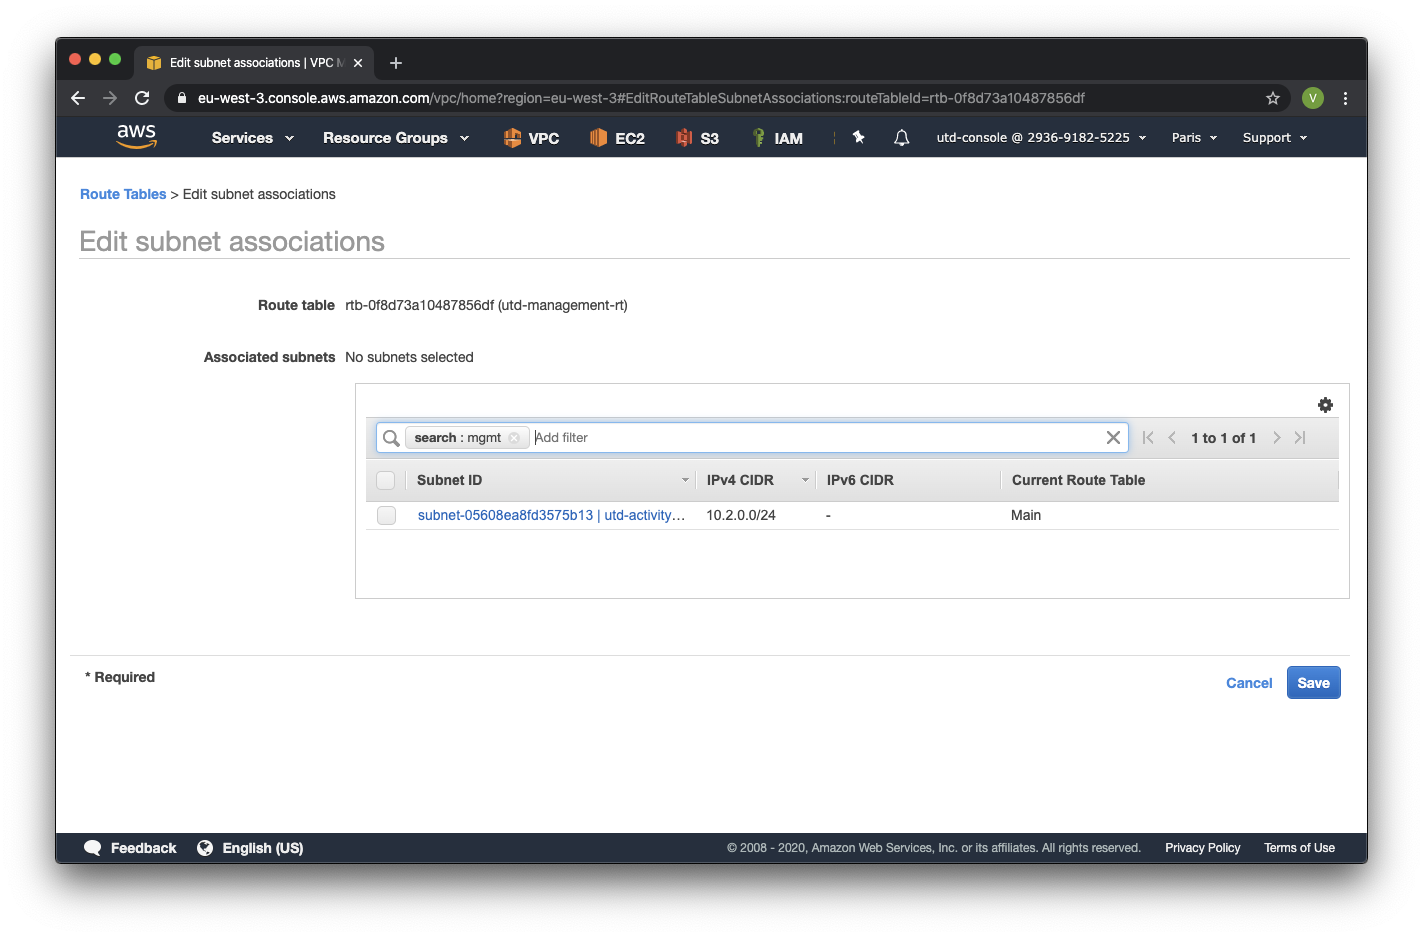 Edit subnet associations | VPC M
eu-west-3.console.aws.amazon.com/vpc/home?region=eu-west-3#EditRouteTableSubnetAssociations:routeTableId=rtb-0f8d73a10487856df
V
aws Services Resource Groups VPC EC2 S3 IAM utd-console @ 2936-9182-5225 Paris Support
Route Tables > Edit subnet associations
Edit subnet associations
Route table rtb-0f8d73a10487856df (utd-management-rt)
Associated subnets No subnets selected
search : mgmt Add filter 1 to 1 of 1
Subnet ID IPv4 CIDR IPv6 CIDR Current Route Table
subnet-05608ea8fd3575b13 | utd-activity... 10.2.0.0/24 - Main
* Required
Cancel Save
Feedback English (US) © 2008 - 2020, Amazon Web Services, Inc. or its affiliates. All rights reserved. Privacy Policy Terms of Use